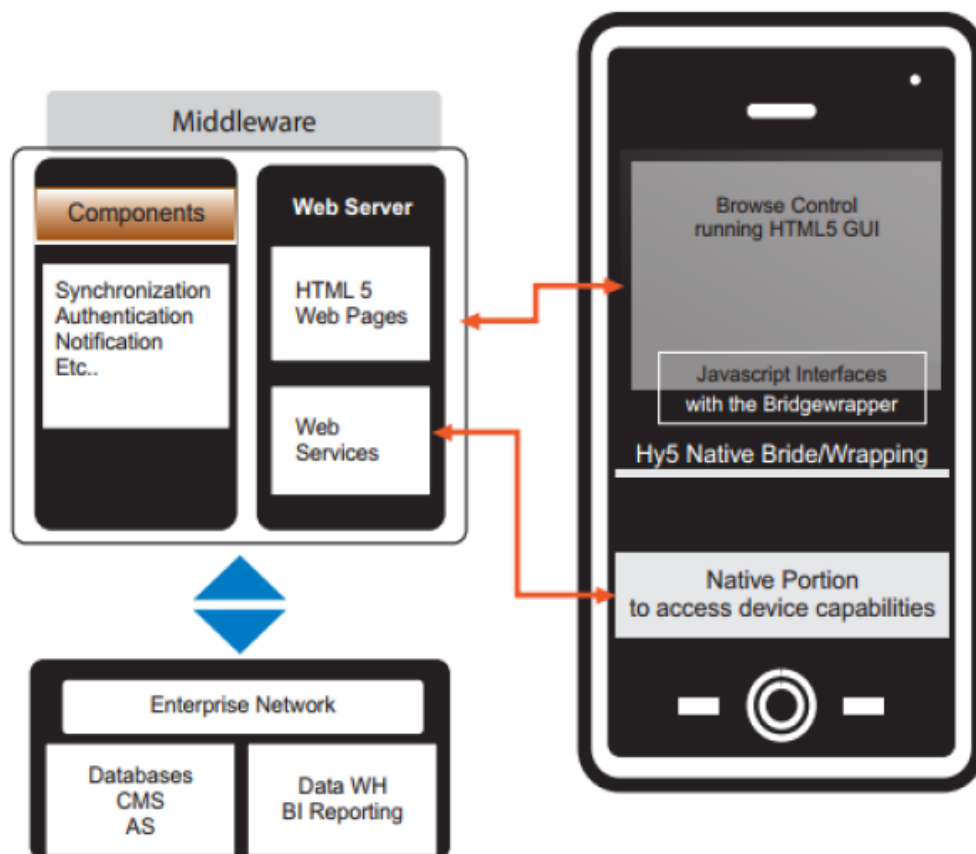 Middleware
Components
Synchronization
Authentication
Notification
Etc..
Web Server
HTML 5
Web Pages
Web
Services
Browse Control
running HTML5 GUI
Javascript Interfaces
with the Bridgewrapper
Hy5 Native Bride/Wrapping
Native Portion
to access device capabilities
Enterprise Network
Databases
CMS
AS
Data WH
BI Reporting